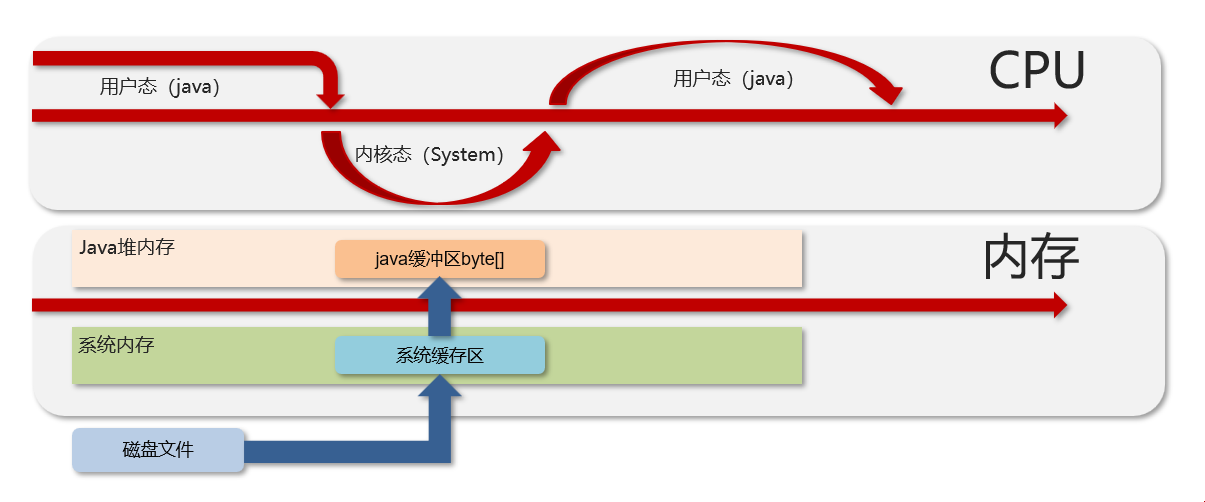 CPU
用户态（java）
用户态（java）
内核态（System）
内存
Java堆内存
java缓冲区byte[]
系统内存
系统缓存区
磁盘文件